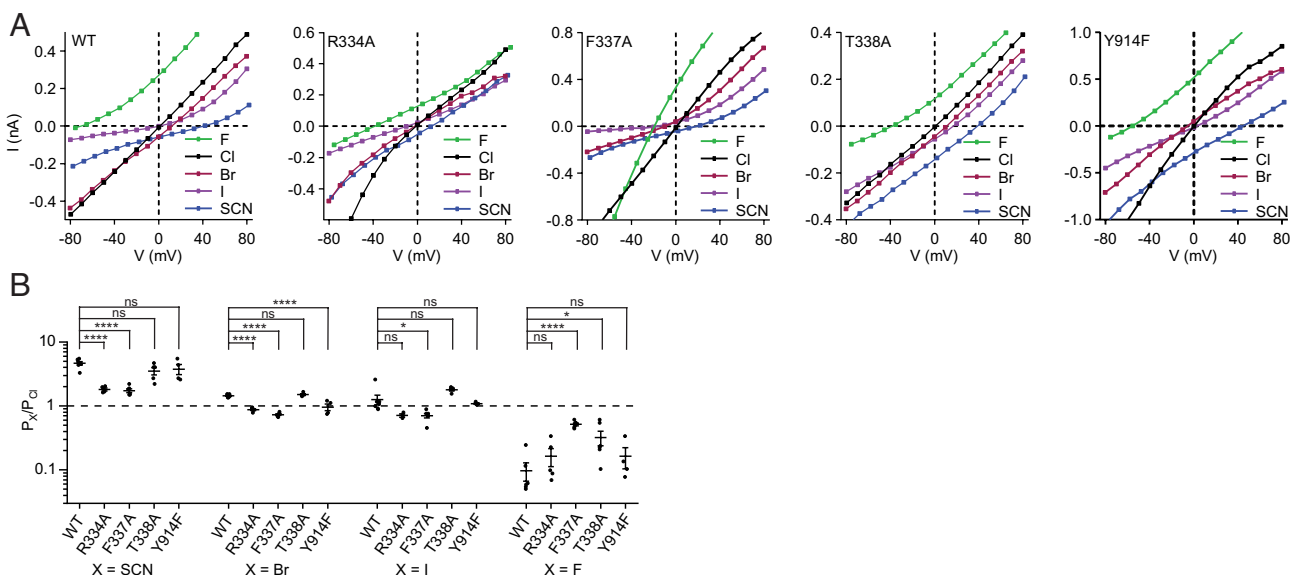 A
WT
I (nA)
0.4
0.2
0.0
-0.2
-0.4
-80
-40
0
40
80
V (mV)
F
Cl
Br
I
SCN
R334A
0.6
0.4
0.2
0.0
-0.2
-0.4
-80
-40
0
40
80
V (mV)
F
Cl
Br
I
SCN
F337A
0.8
0.4
0.0
-0.4
-0.8
-80
-40
0
40
80
V (mV)
F
Cl
Br
I
SCN
T338A
0.4
0.2
0.0
-0.2
-0.4
-80
-40
0
40
80
V (mV)
F
Cl
Br
I
SCN
Y914F
1.0
0.5
0.0
-0.5
-1.0
-80
-40
0
40
80
V (mV)
F
Cl
Br
I
SCN
B
PX/PCl
10
1
0.1
ns
ns
****
****
****
ns
****
****
ns
ns
*
ns
ns
*
****
ns
WT
R334A
F337A
T338A
Y914F
X = SCN
WT
R334A
F337A
T338A
Y914F
X = Br
WT
R334A
F337A
T338A
Y914F
X = I
WT
R334A
F337A
T338A
Y914F
X = F